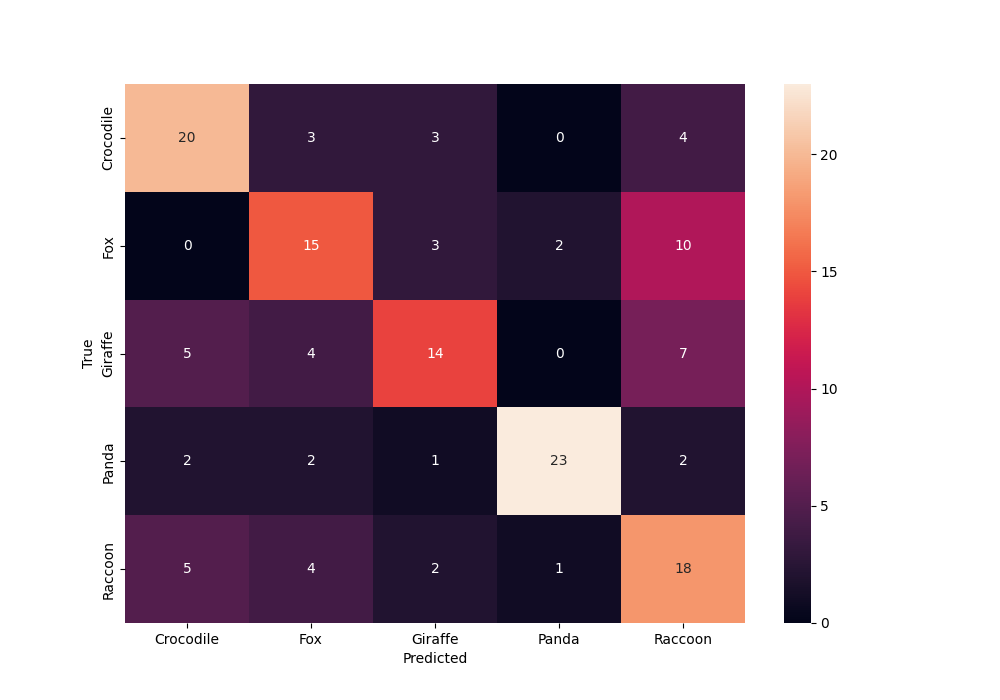 Crocodile 20 3 3 0 4
Fox 0 15 3 2 10
Giraffe 5 4 14 0 7
Panda 2 2 1 23 2
Raccoon 5 4 2 1 18
True
Crocodile Fox Giraffe Panda Raccoon
Predicted
20
15
10
5
0